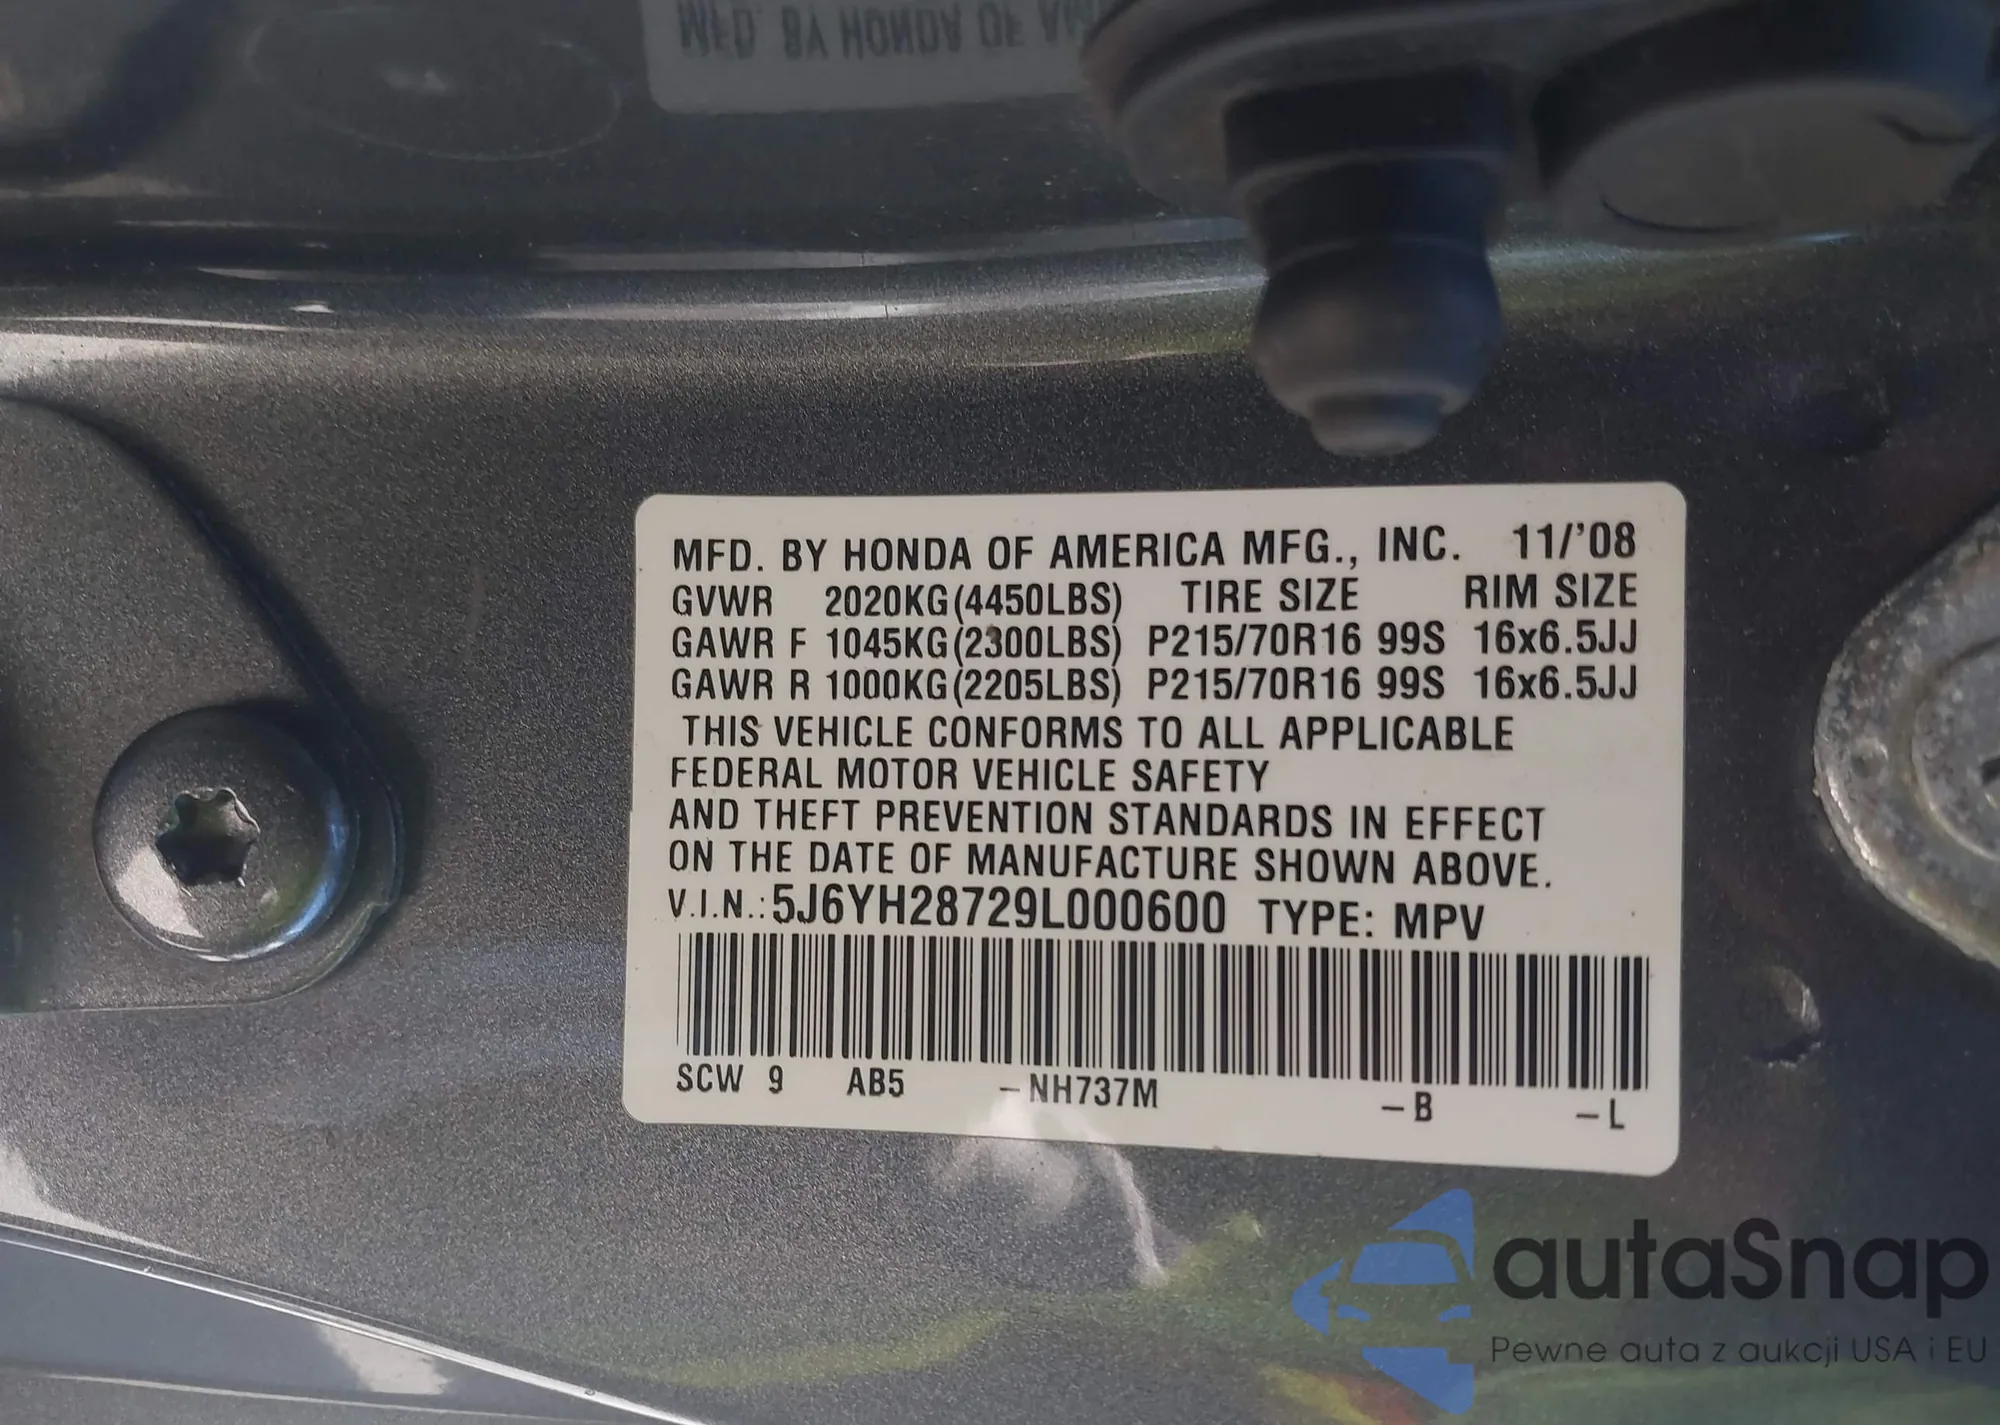 MFD. BY HONDA OF AM
MFD. BY HONDA OF AMERICA MFG., INC. 11/'08
GVWR 2020KG(4450LBS) TIRE SIZE RIM SIZE
GAWR F 1045KG(2300LBS) P215/70R16 99S 16x6.5JJ
GAWR R 1000KG(2205LBS) P215/70R16 99S 16x6.5JJ
THIS VEHICLE CONFORMS TO ALL APPLICABLE
FEDERAL MOTOR VEHICLE SAFETY
AND THEFT PREVENTION STANDARDS IN EFFECT
ON THE DATE OF MANUFACTURE SHOWN ABOVE.
V.I.N.:5J6YH28729L000600 TYPE: MPV
SCW 9 AB5 -NH737M -B -L
autaSnap
Pewne auta z aukcji USA i EU